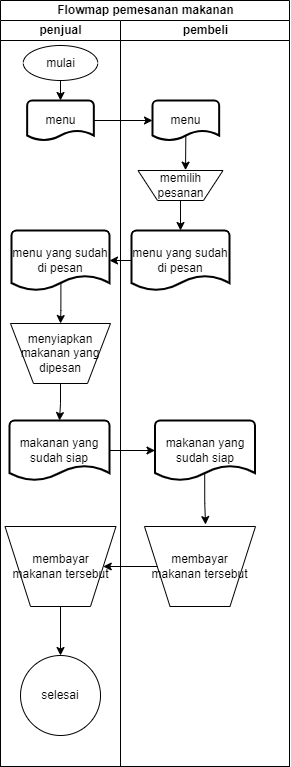 Flowmap pemesanan makanan
penjual
pembeli
mulai
menu
menu
memilih
pesanan
menu yang sudah
di pesan
menu yang sudah
di pesan
menyiapkan
makanan yang
dipesan
makanan yang
sudah siap
makanan yang
sudah siap
membayar
makanan tersebut
membayar
makanan tersebut
selesai